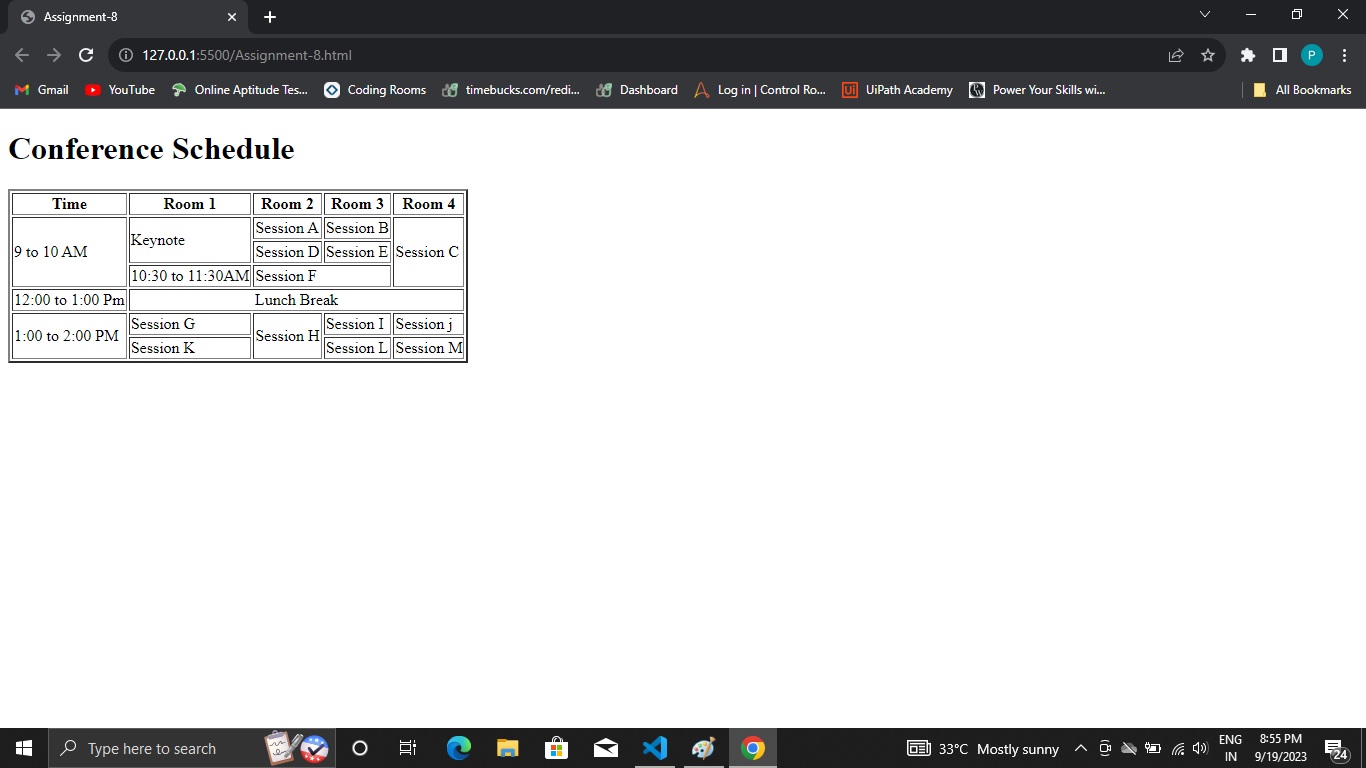 Assignment-8
127.0.0.1:5500/Assignment-8.html
P
Gmail YouTube Online Aptitude Tes... Coding Rooms timebucks.com/redi... Dashboard Log in | Control Ro... Ui UiPath Academy Power Your Skills wi... All Bookmarks
Conference Schedule
Time Room 1 Room 2 Room 3 Room 4
9 to 10 AM Keynote Session A Session B Session C
Session D Session E
10:30 to 11:30AM Session F
12:00 to 1:00 Pm Lunch Break
1:00 to 2:00 PM Session G Session H Session I Session j
Session K Session L Session M
Type here to search
33°C Mostly sunny
ENG
IN
8:55 PM
9/19/2023
24